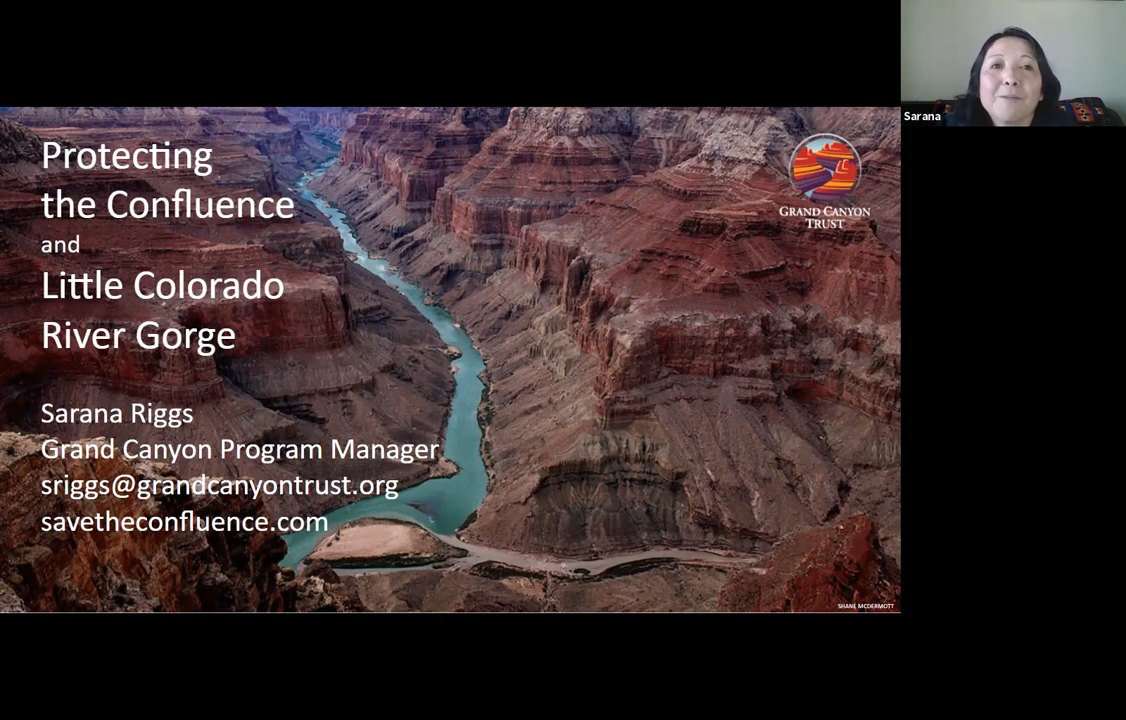 Protecting
the Confluence
and
Little Colorado
River Gorge
Sarana Riggs
Grand Canyon Program Manager
sriggs@grandcanyontrust.org
savetheconfluence.com
GRAND CANYON
TRUST
SHANE MCDERMOTT
Sarana